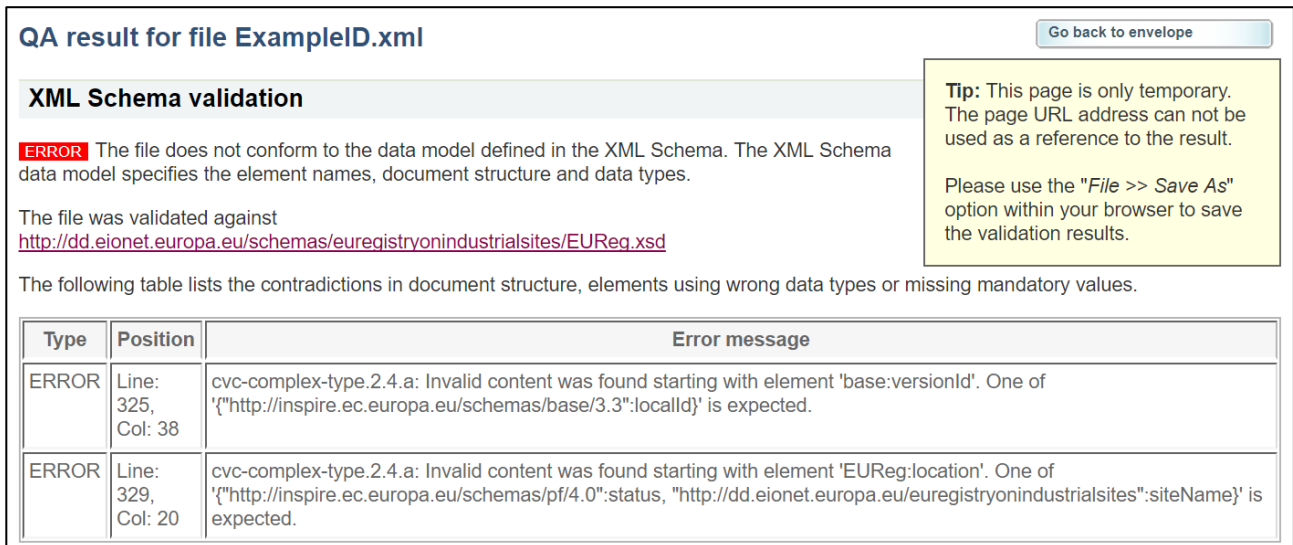 QA result for file ExampleID.xml
Go back to envelope
XML Schema validation
Tip: This page is only temporary.
The page URL address can not be
used as a reference to the result.
Please use the "File >> Save As"
option within your browser to save
the validation results.
ERROR The file does not conform to the data model defined in the XML Schema. The XML Schema
data model specifies the element names, document structure and data types.
The file was validated against
http://dd.eionet.europa.eu/schemas/euregistryonindustrialsites/EUReg.xsd
The following table lists the contradictions in document structure, elements using wrong data types or missing mandatory values.
Type Position Error message
ERROR Line: cvc-complex-type.2.4.a: Invalid content was found starting with element 'base:versionId'. One of
325, '{"http://inspire.ec.europa.eu/schemas/base/3.3":localId}' is expected.
Col: 38
ERROR Line: cvc-complex-type.2.4.a: Invalid content was found starting with element 'EUReg:location'. One of
329, '{"http://inspire.ec.europa.eu/schemas/pf/4.0":status, "http://dd.eionet.europa.eu/euregistryonindustrialsites":siteName}' is
Col: 20 expected.